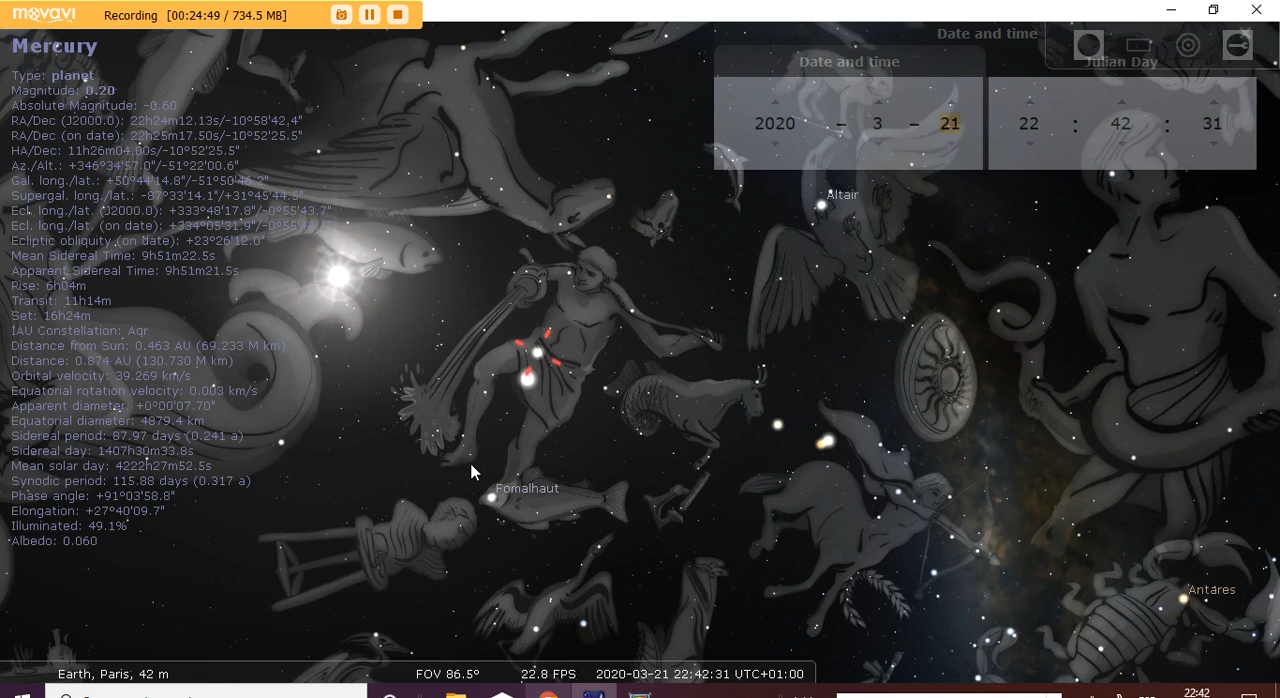 movavi Recording [00:24:49 / 734.5 MB]
Date and time
Mercury
Date and time
Julian Day
Type: planet
Magnitude: 0.20
Absolute Magnitude: -0.60
2020 - 3 - 21 22 : 42 : 31
RA/Dec (J2000.0): 22h24m12.13s/-10°58'42,4"
RA/Dec (on date): 22h25m17.50s/-10°52'25.5"
HA/Dec: 11h26m04.00s/-10°52'25.5"
Az./Alt.: +346°34'57.0"/-51°22'00.6"
Gal. long./lat.: +50°44'14.8"/-51°50'46.2"
Supergal. long./lat.: -87°33'14.1"/+31°45'44.5"
Altair
Ecl. long./lat. (J2000.0): +333°48'17.8"/-0°55'43.7"
Ecl. long./lat. (on date): +334°05'31.9"/-0°55'
Ecliptic obliquity (on date): +23°26'12.0"
Mean Sidereal Time: 9h51m22.5s
Apparent Sidereal Time: 9h51m21.5s
Rise: 6h04m
Transit: 11h14m
Set: 16h24m
IAU Constellation: Aqr
Distance from Sun: 0.463 AU (69.233 M km)
Distance: 0.874 AU (130.730 M km)
Orbital velocity: 39.269 km/s
Equatorial rotation velocity: 0.003 km/s
Apparent diameter: +0°00'07.70"
Equatorial diameter: 4879.4 km
Sidereal period: 87.97 days (0.241 a)
Sidereal day: 1407h30m33.8s
Mean solar day: 4222h27m52.5s
Synodic period: 115.88 days (0.317 a)
Fomalhaut
Phase angle: +91°03'58.8"
Elongation: +27°40'09.7"
Illuminated: 49.1%
Albedo: 0.060
Antares
Earth, Paris, 42 m FOV 86.5° 22.8 FPS 2020-03-21 22:42:31 UTC+01:00
22:42